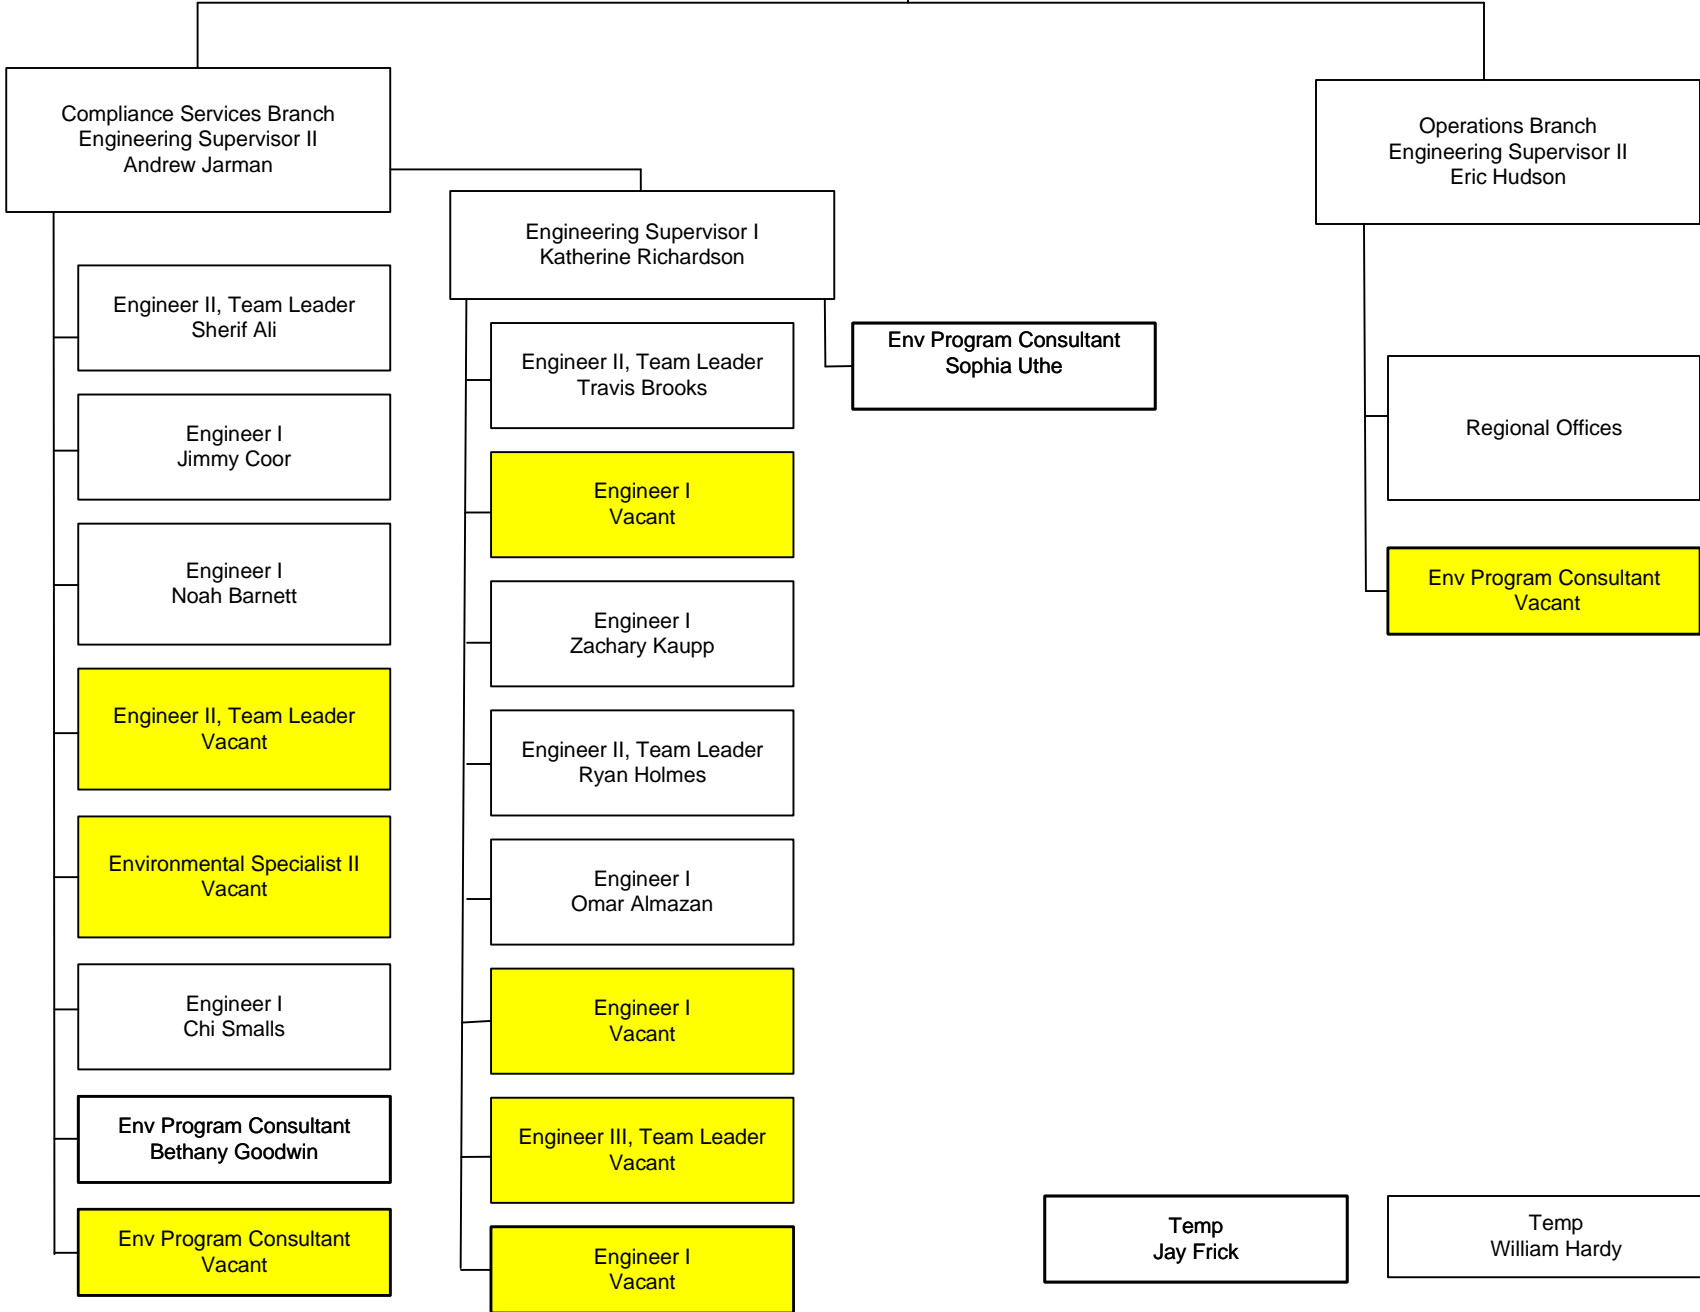 Compliance Services Branch
Engineering Supervisor II
Andrew Jarman
Operations Branch
Engineering Supervisor II
Eric Hudson
Engineering Supervisor I
Katherine Richardson
Engineer II, Team Leader
Sherif Ali
Engineer I
Jimmy Coor
Engineer I
Noah Barnett
Engineer II, Team Leader
Vacant
Environmental Specialist II
Vacant
Engineer I
Chi Smalls
Env Program Consultant
Bethany Goodwin
Env Program Consultant
Vacant
Engineer II, Team Leader
Travis Brooks
Engineer I
Vacant
Engineer I
Zachary Kaupp
Engineer II, Team Leader
Ryan Holmes
Engineer I
Omar Almazan
Engineer I
Vacant
Engineer III, Team Leader
Vacant
Engineer I
Vacant
Env Program Consultant
Sophia Uthe
Regional Offices
Env Program Consultant
Vacant
Temp
Jay Frick
Temp
William Hardy